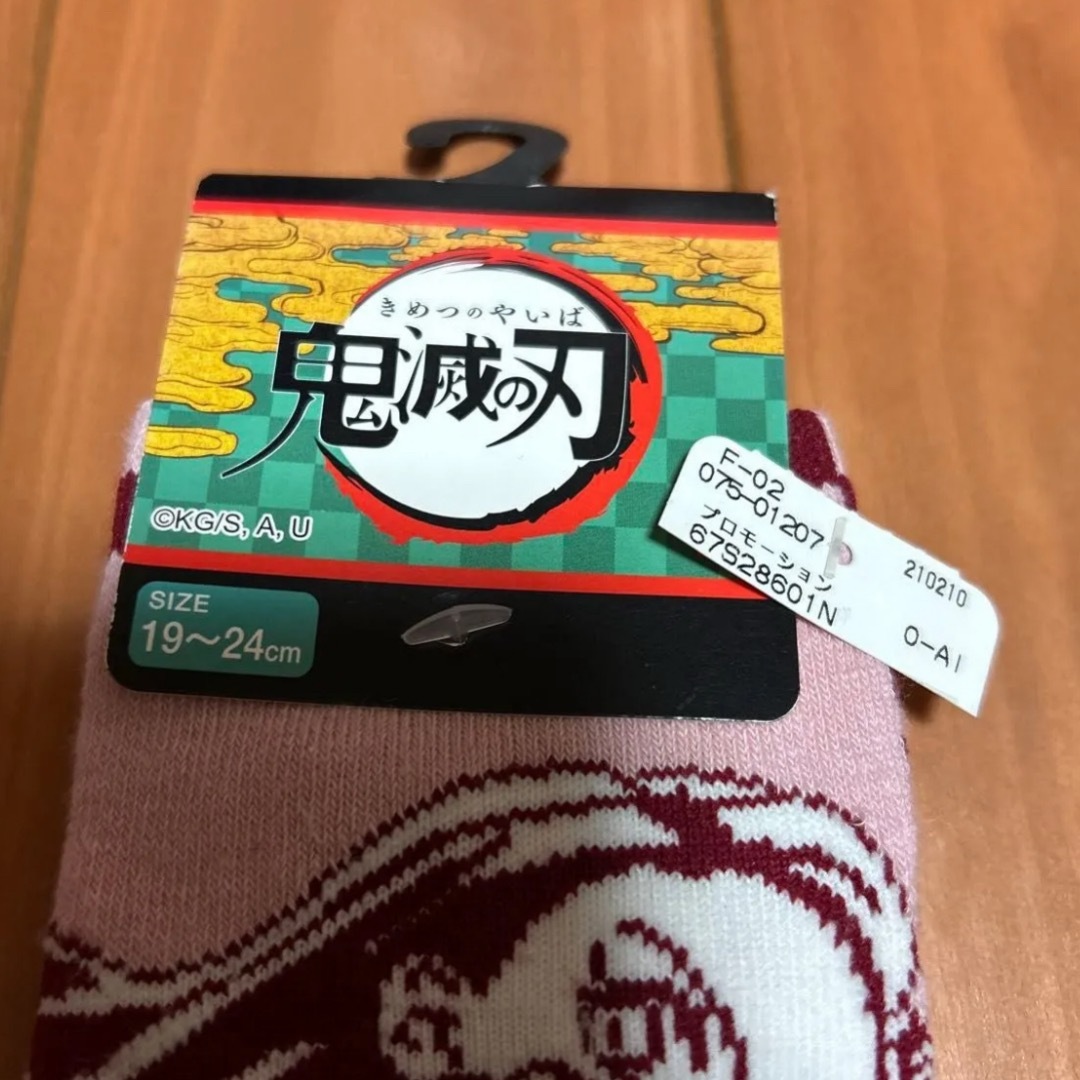 きめつのやいば
鬼滅の刃
©KG/S, A, U
SIZE
19～24cm
F-02
075-01207
プロモーション
67S28601N
210210
0-AI